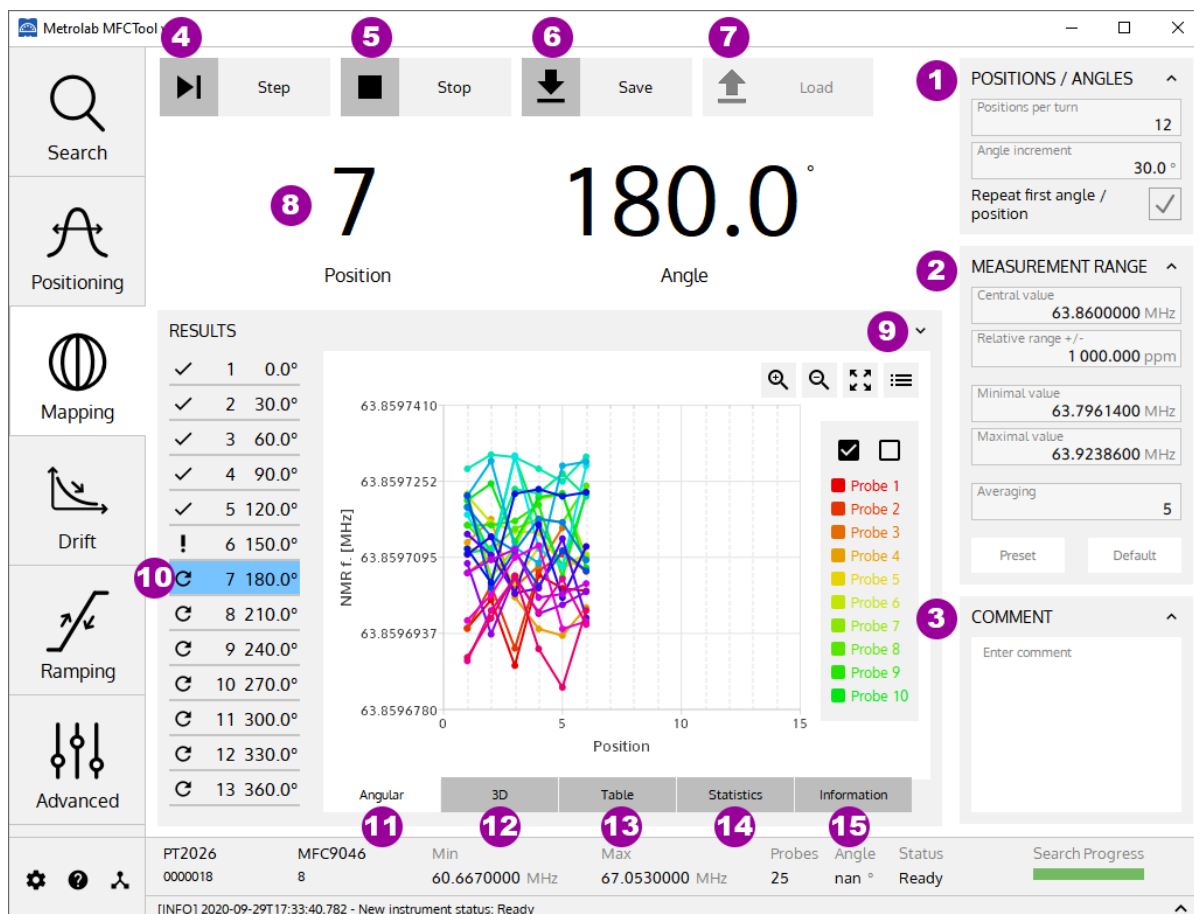 Metrolab MFCTool v
4
5
6
7
Step
Stop
Save
Load
1
POSITIONS / ANGLES
Positions per turn
12
Angle increment
30.0 °
Repeat first angle /
position
Search
Positioning
Mapping
Drift
Ramping
Advanced
8
7
180.0°
Position
Angle
2
MEASUREMENT RANGE
Central value
63.8600000 MHz
Relative range +/-
1 000.000 ppm
Minimal value
63.7961400 MHz
Maximal value
63.9238600 MHz
Averaging
5
Preset
Default
3
COMMENT
Enter comment
RESULTS
9
1 0.0°
2 30.0°
3 60.0°
4 90.0°
5 120.0°
! 6 150.0°
10
7 180.0°
8 210.0°
9 240.0°
10 270.0°
11 300.0°
12 330.0°
13 360.0°
NMR f. [MHz]
63.8597410
63.8597252
63.8597095
63.8596937
63.8596780
0
5
10
15
Position
Probe 1
Probe 2
Probe 3
Probe 4
Probe 5
Probe 6
Probe 7
Probe 8
Probe 9
Probe 10
Angular
3D
Table
Statistics
Information
11
12
13
14
15
PT2026
0000018
MFC9046
8
Min
60.6670000 MHz
Max
67.0530000 MHz
Probes
25
Angle
nan °
Status
Ready
Search Progress
[INFO] 2020-09-29T17:33:40.782 - New instrument status: Ready